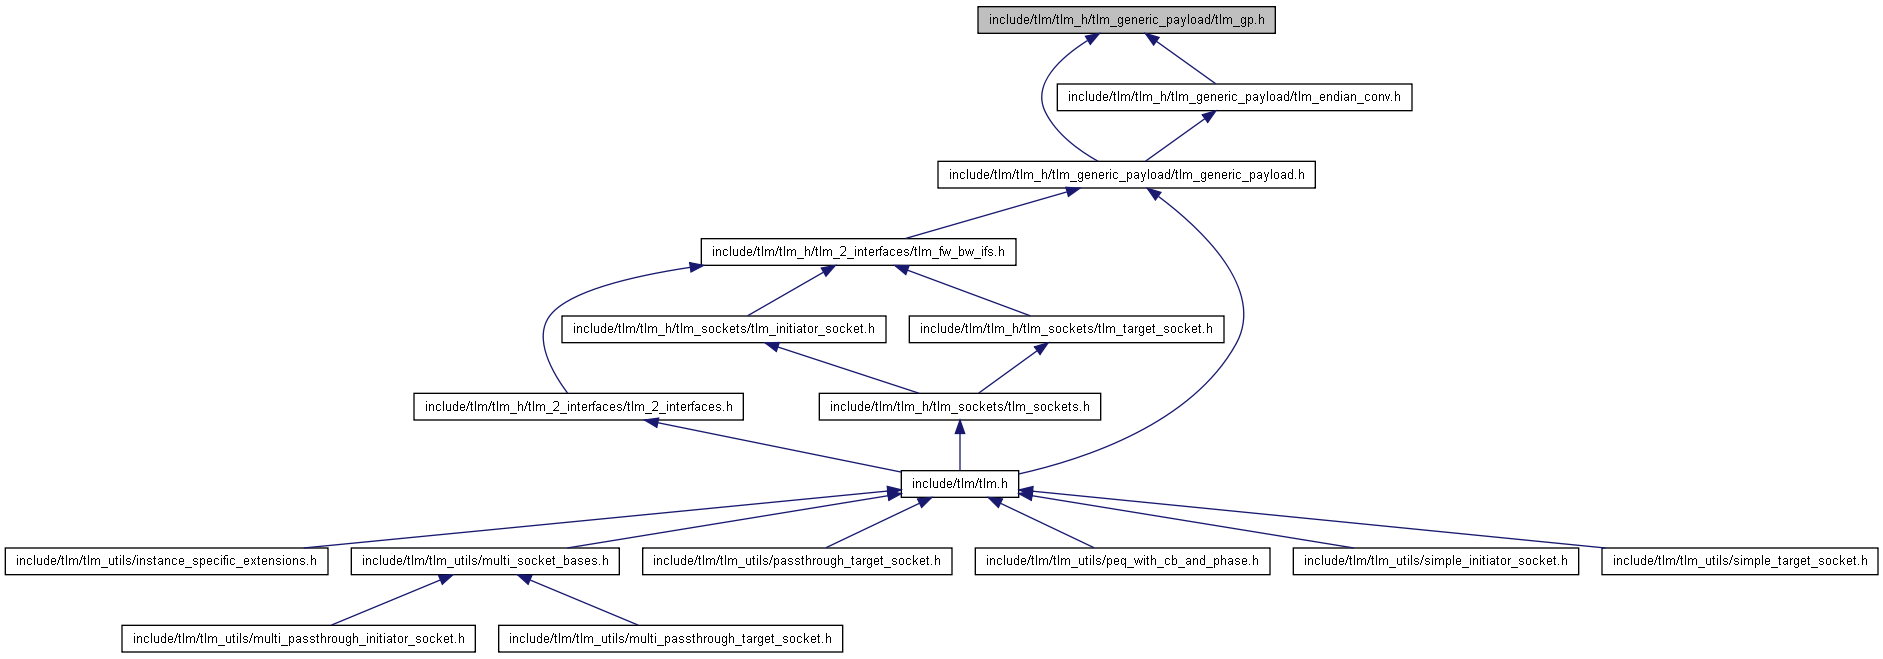 include/tlm/tlm_h/tlm_generic_payload/tlm_gp.h
include/tlm/tlm_h/tlm_generic_payload/tlm_endian_conv.h
include/tlm/tlm_h/tlm_generic_payload/tlm_generic_payload.h
include/tlm/tlm_h/tlm_2_interfaces/tlm_fw_bw_ifs.h
include/tlm/tlm_h/tlm_sockets/tlm_initiator_socket.h
include/tlm/tlm_h/tlm_sockets/tlm_target_socket.h
include/tlm/tlm_h/tlm_2_interfaces/tlm_2_interfaces.h
include/tlm/tlm_h/tlm_sockets/tlm_sockets.h
include/tlm/tlm.h
include/tlm/tlm_utils/instance_specific_extensions.h
include/tlm/tlm_utils/multi_socket_bases.h
include/tlm/tlm_utils/passthrough_target_socket.h
include/tlm/tlm_utils/peq_with_cb_and_phase.h
include/tlm/tlm_utils/simple_initiator_socket.h
include/tlm/tlm_utils/simple_target_socket.h
include/tlm/tlm_utils/multi_passthrough_initiator_socket.h
include/tlm/tlm_utils/multi_passthrough_target_socket.h